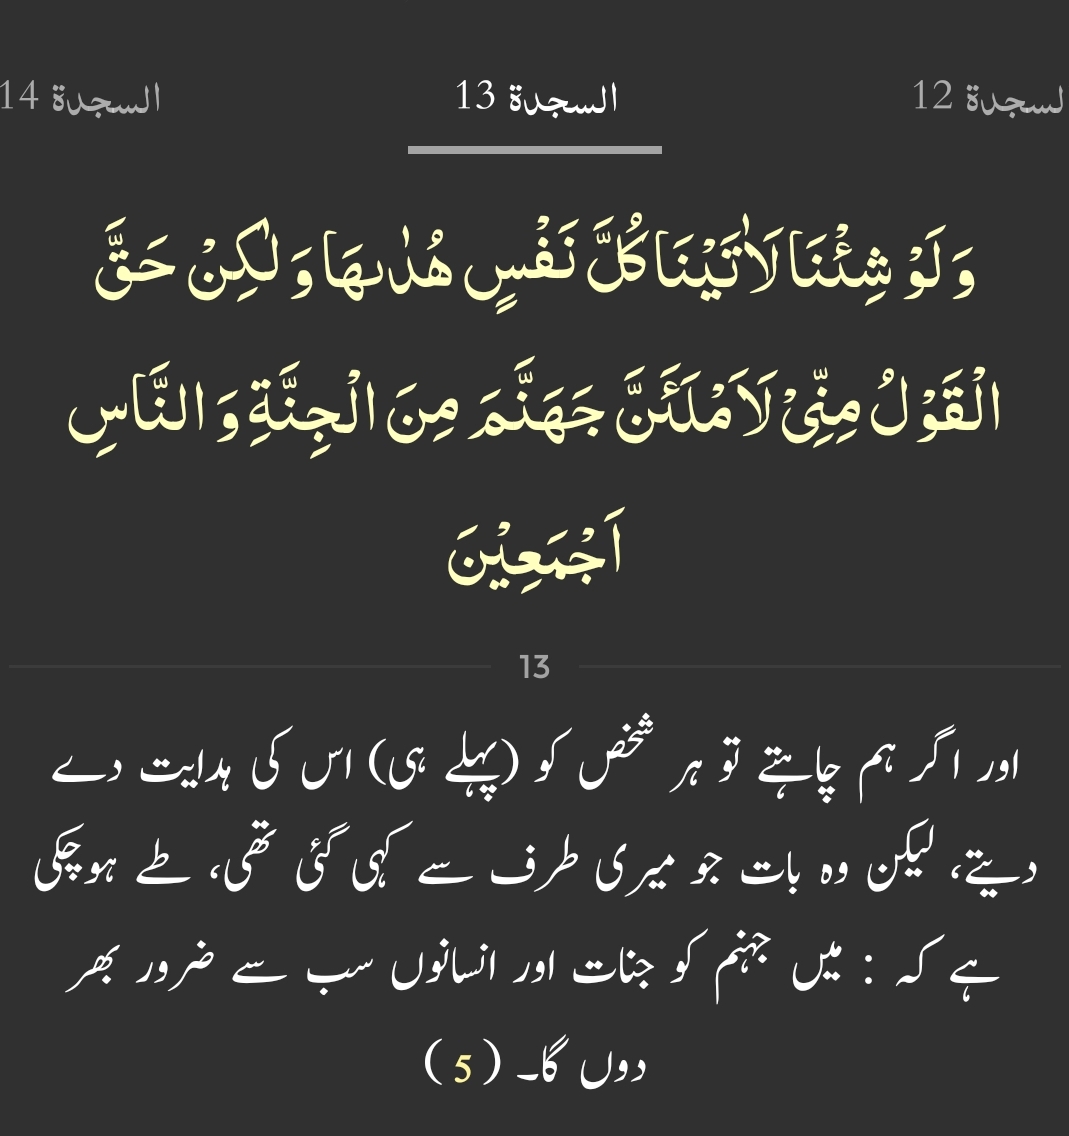 لسجدة 12
السجدة 13
السجدة 14
وَ لَوْ شِئْنَا لَاٰتَیْنَا كُلَّ نَفْسٍ هُدٰىهَا وَ لٰكِنْ حَقَّ
الْقَوْلُ مِنِّیْ لَاَمْلَـَٔنَّ جَهَنَّمَ مِنَ الْجِنَّةِ وَ النَّاسِ
اَجْمَعِیْنَ
13
اور اگر ہم چاہتے تو ہر شخص کو (پہلے ہی) اس کی ہدایت دے
دیتے، لیکن وہ بات جو میری طرف سے کہی گئی تھی، طے ہوچکی
ہے کہ : میں جہنم کو جنات اور انسانوں سب سے ضرور بھر
دوں گا۔ ( 5 )